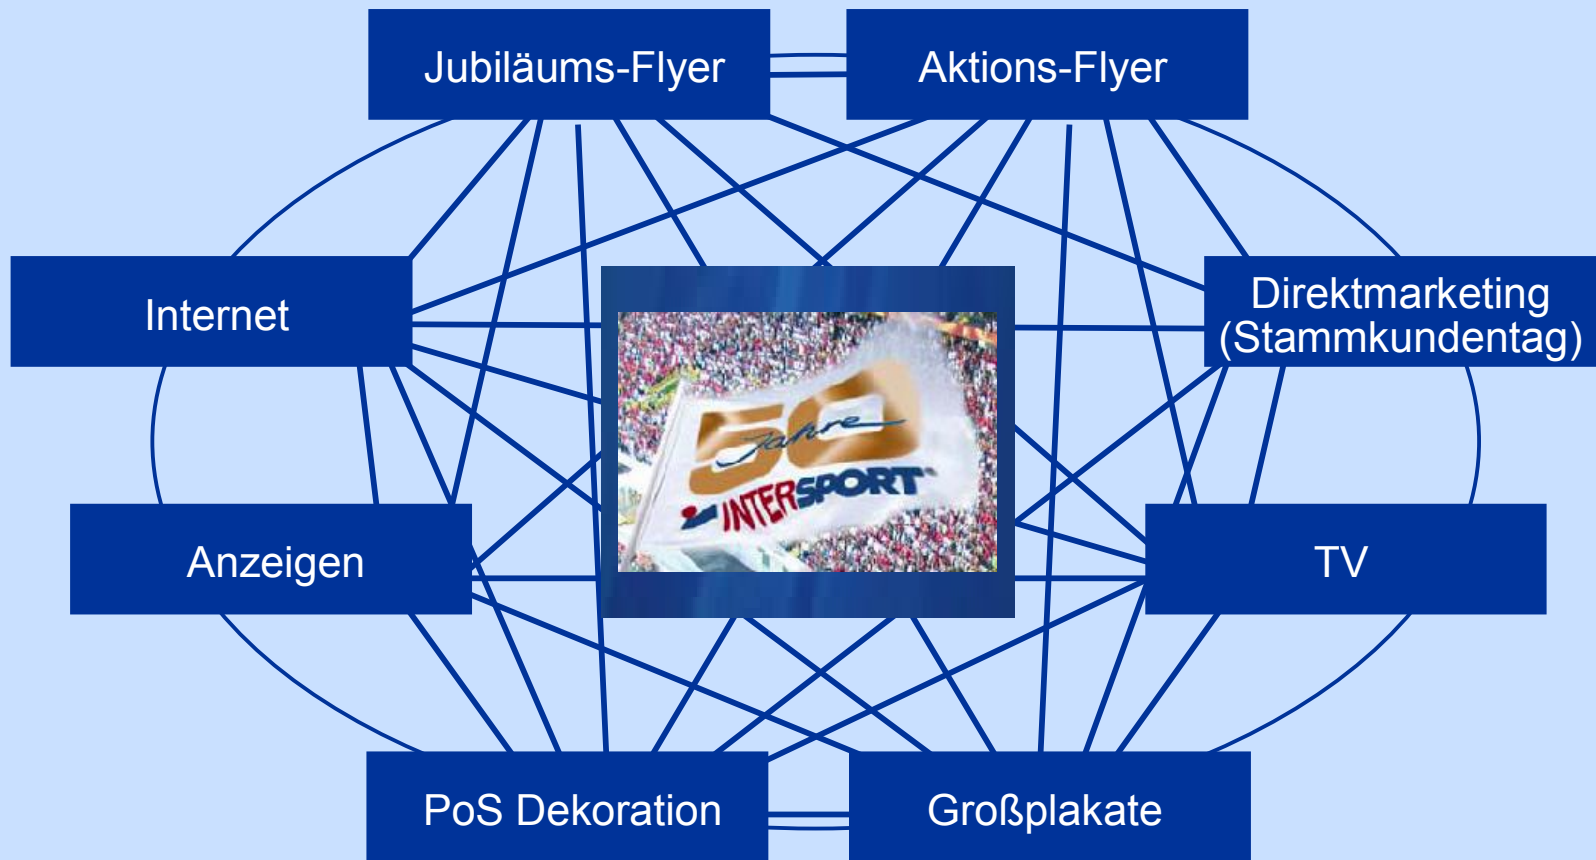 Jubiläums-Flyer
Aktions-Flyer
Internet
Direktmarketing
(Stammkundentag)
50
Jahre
INTERSPORT
Anzeigen
TV
PoS Dekoration
Großplakate